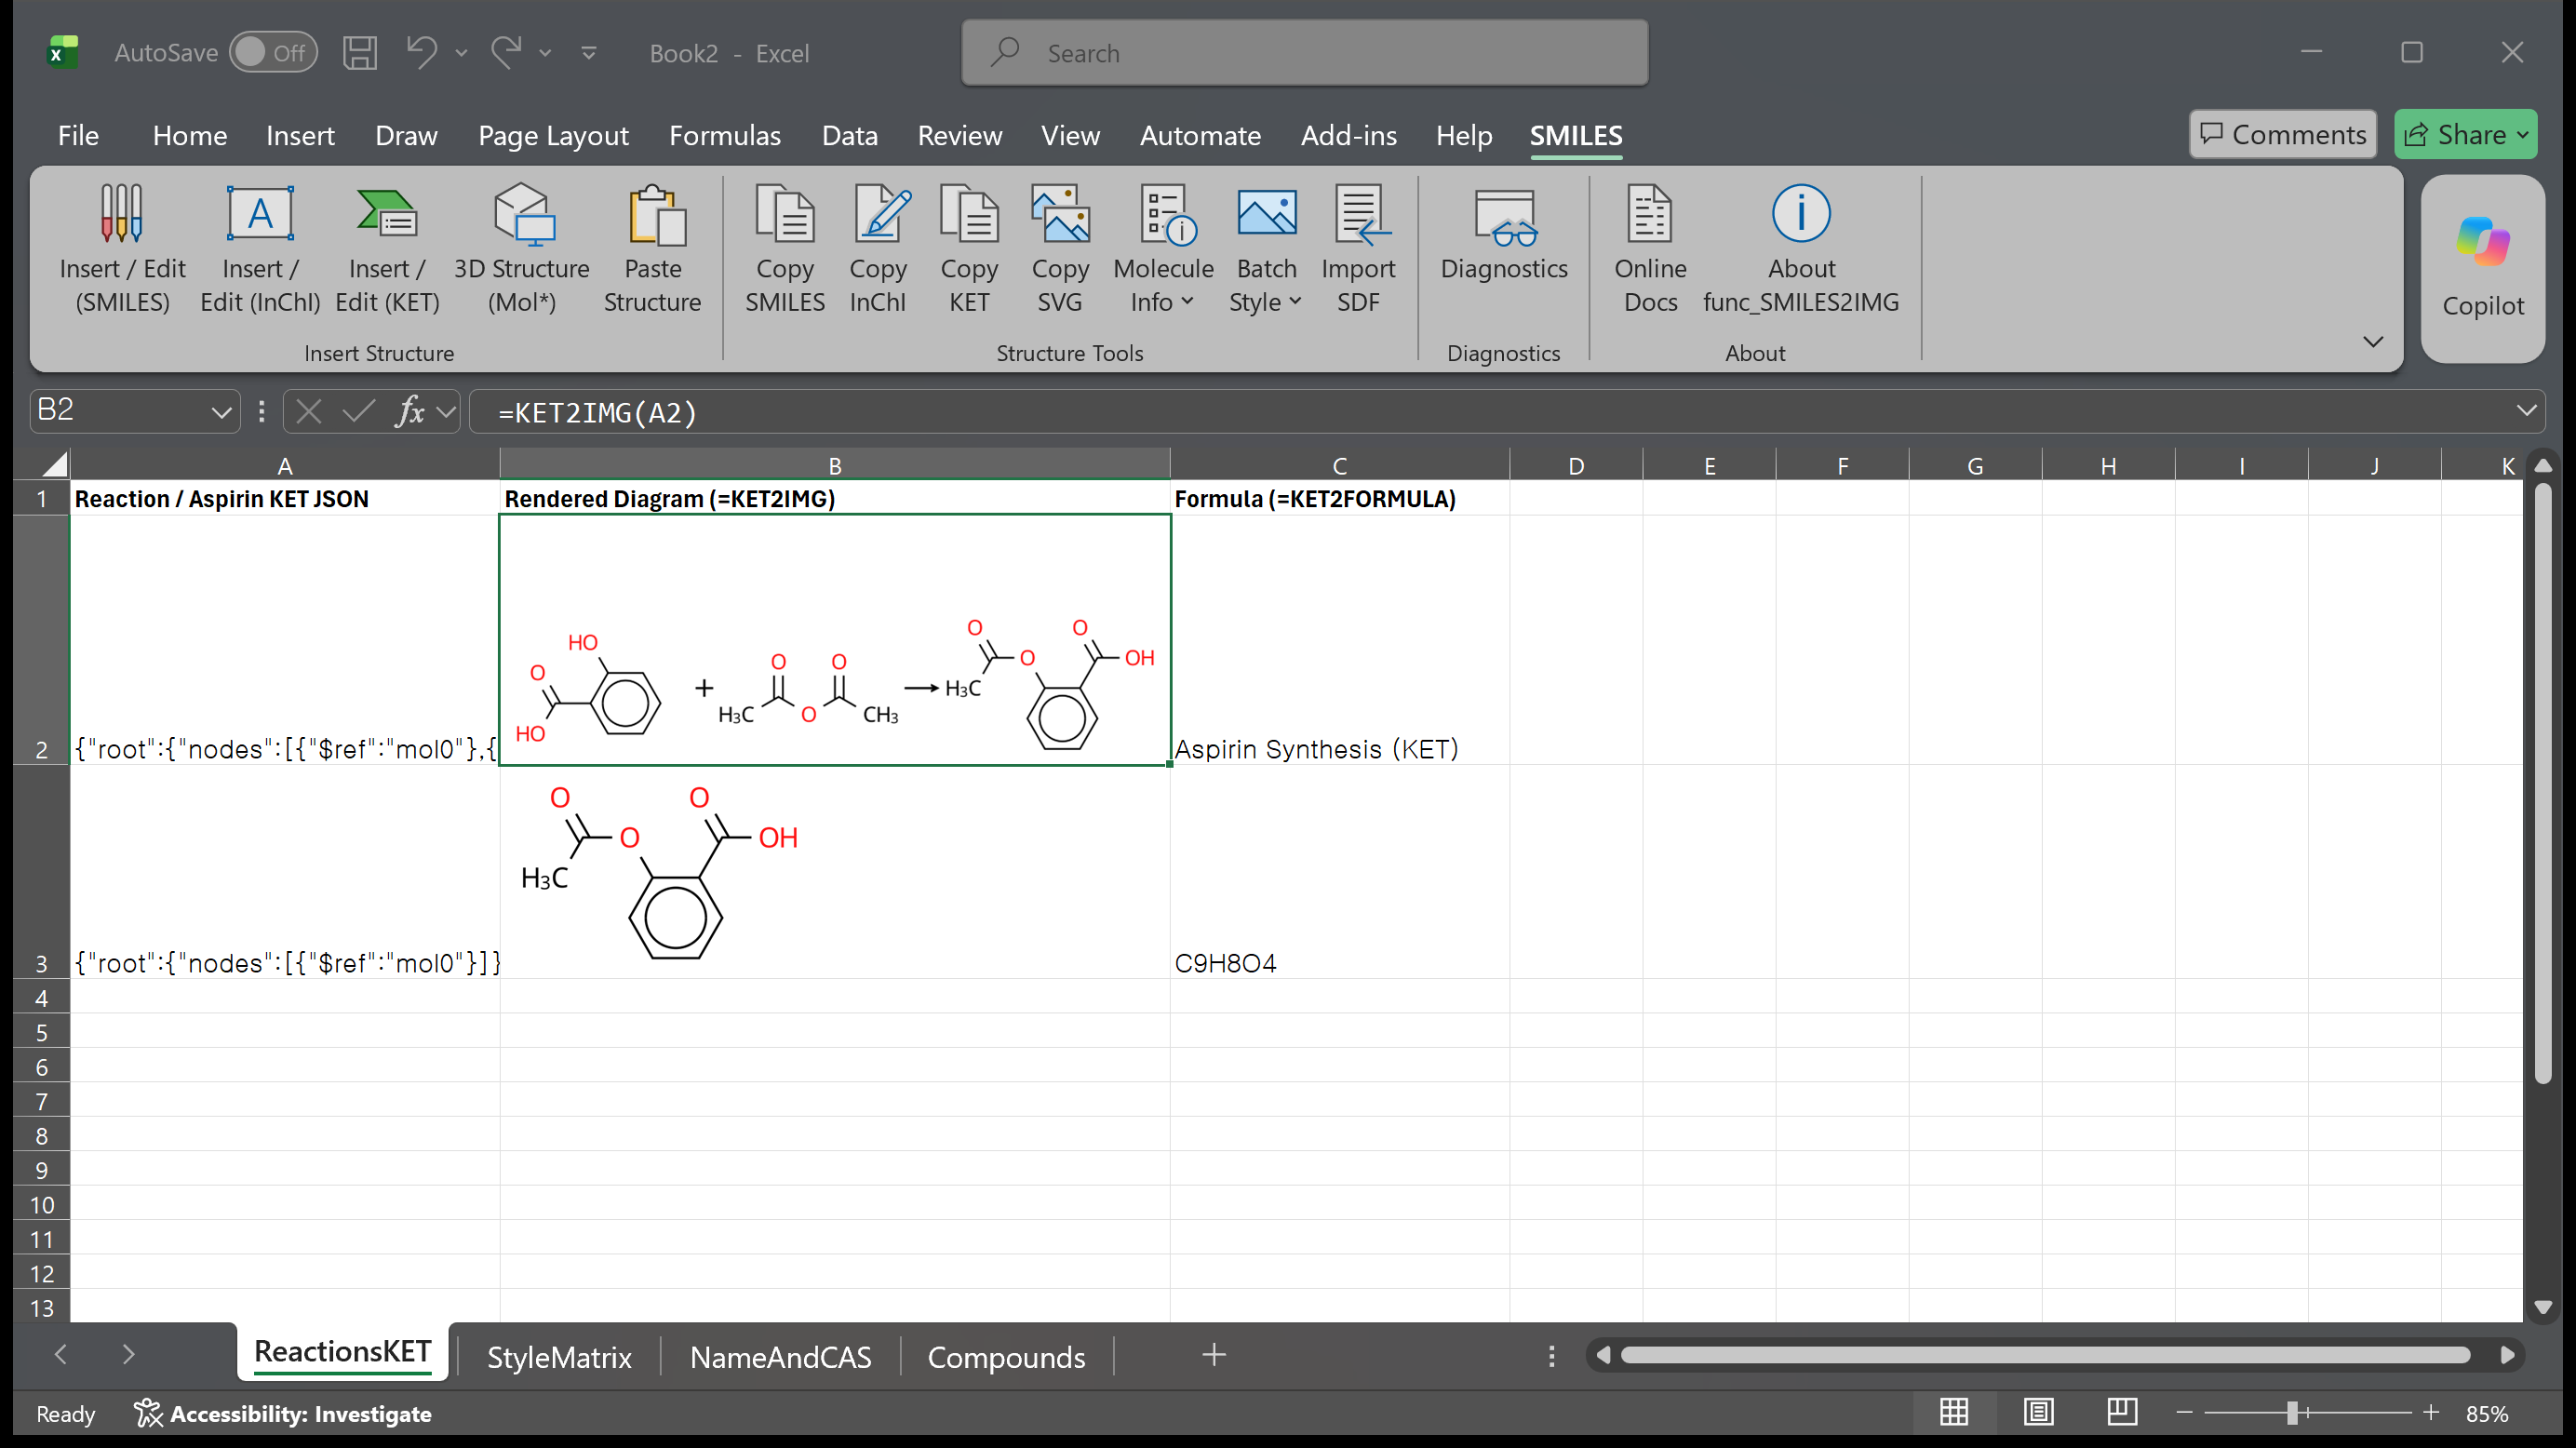 AutoSave Off Book2 - Excel Search
File Home Insert Draw Page Layout Formulas Data Review View Automate Add-ins Help SMILES Comments Share
Insert / Edit (SMILES)
Insert / Edit (InChI)
Insert / Edit (KET)
3D Structure (Mol*)
Paste Structure
Copy SMILES
Copy InChI
Copy KET
Copy SVG
Molecule Info
Batch Style
Import SDF
Diagnostics
Online Docs
About func_SMILES2IMG
Copilot
Insert Structure Structure Tools Diagnostics About
B2 fx =KET2IMG(A2)
A B C D E F G H I J K
1 Reaction / Aspirin KET JSON Rendered Diagram (=KET2IMG) Formula (=KET2FORMULA)
HO
O
HO
+
O O
H₃C O CH₃
O O
O OH
H₃C
2 {"root":{"nodes":[{"$ref":"mol0"},{ Aspirin Synthesis (KET)
O O
O OH
H₃C
3 {"root":{"nodes":[{"$ref":"mol0"}]} C9H8O4
4
5
6
7
8
9
10
11
12
13
ReactionsKET StyleMatrix NameAndCAS Compounds
Ready Accessibility: Investigate 85%